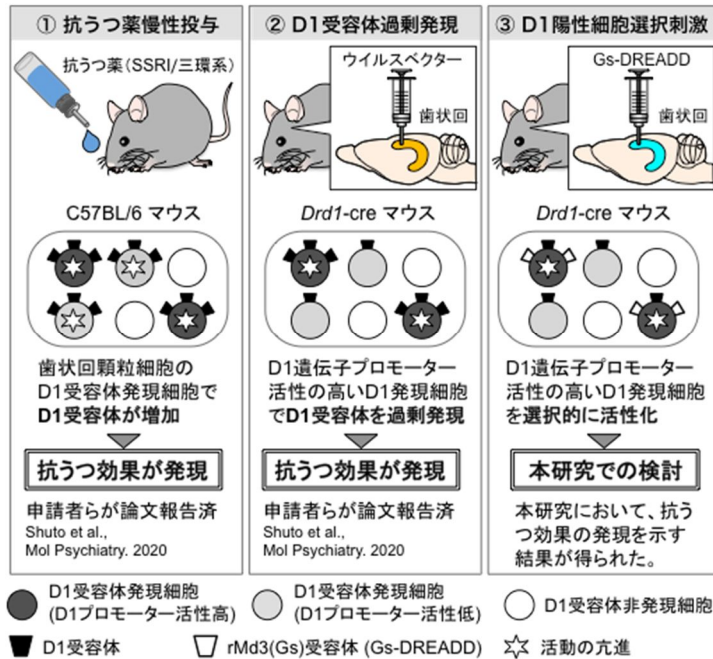 ① 抗うつ薬慢性投与
抗うつ薬(SSRI/三環系)
C57BL/6 マウス
歯状回顆粒細胞の
D1受容体発現細胞で
D1受容体が増加
抗うつ効果が発現
申請者らが論文報告済
Shuto et al.,
Mol Psychiatry. 2020
② D1受容体過剰発現
ウイルスベクター
歯状回
Drd1-cre マウス
D1遺伝子プロモーター
活性の高いD1発現細胞
でD1受容体を過剰発現
抗うつ効果が発現
申請者らが論文報告済
Shuto et al.,
Mol Psychiatry. 2020
③ D1陽性細胞選択刺激
Gs-DREADD
歯状回
Drd1-cre マウス
D1遺伝子プロモーター
活性の高いD1発現細胞
を選択的に活性化
本研究での検討
本研究において、抗う
つ効果の発現を示す
結果が得られた。
D1受容体発現細胞
(D1プロモーター活性高)
D1受容体発現細胞
(D1プロモーター活性低)
D1受容体非発現細胞
D1受容体
rMd3(Gs)受容体 (Gs-DREADD)
活動の亢進